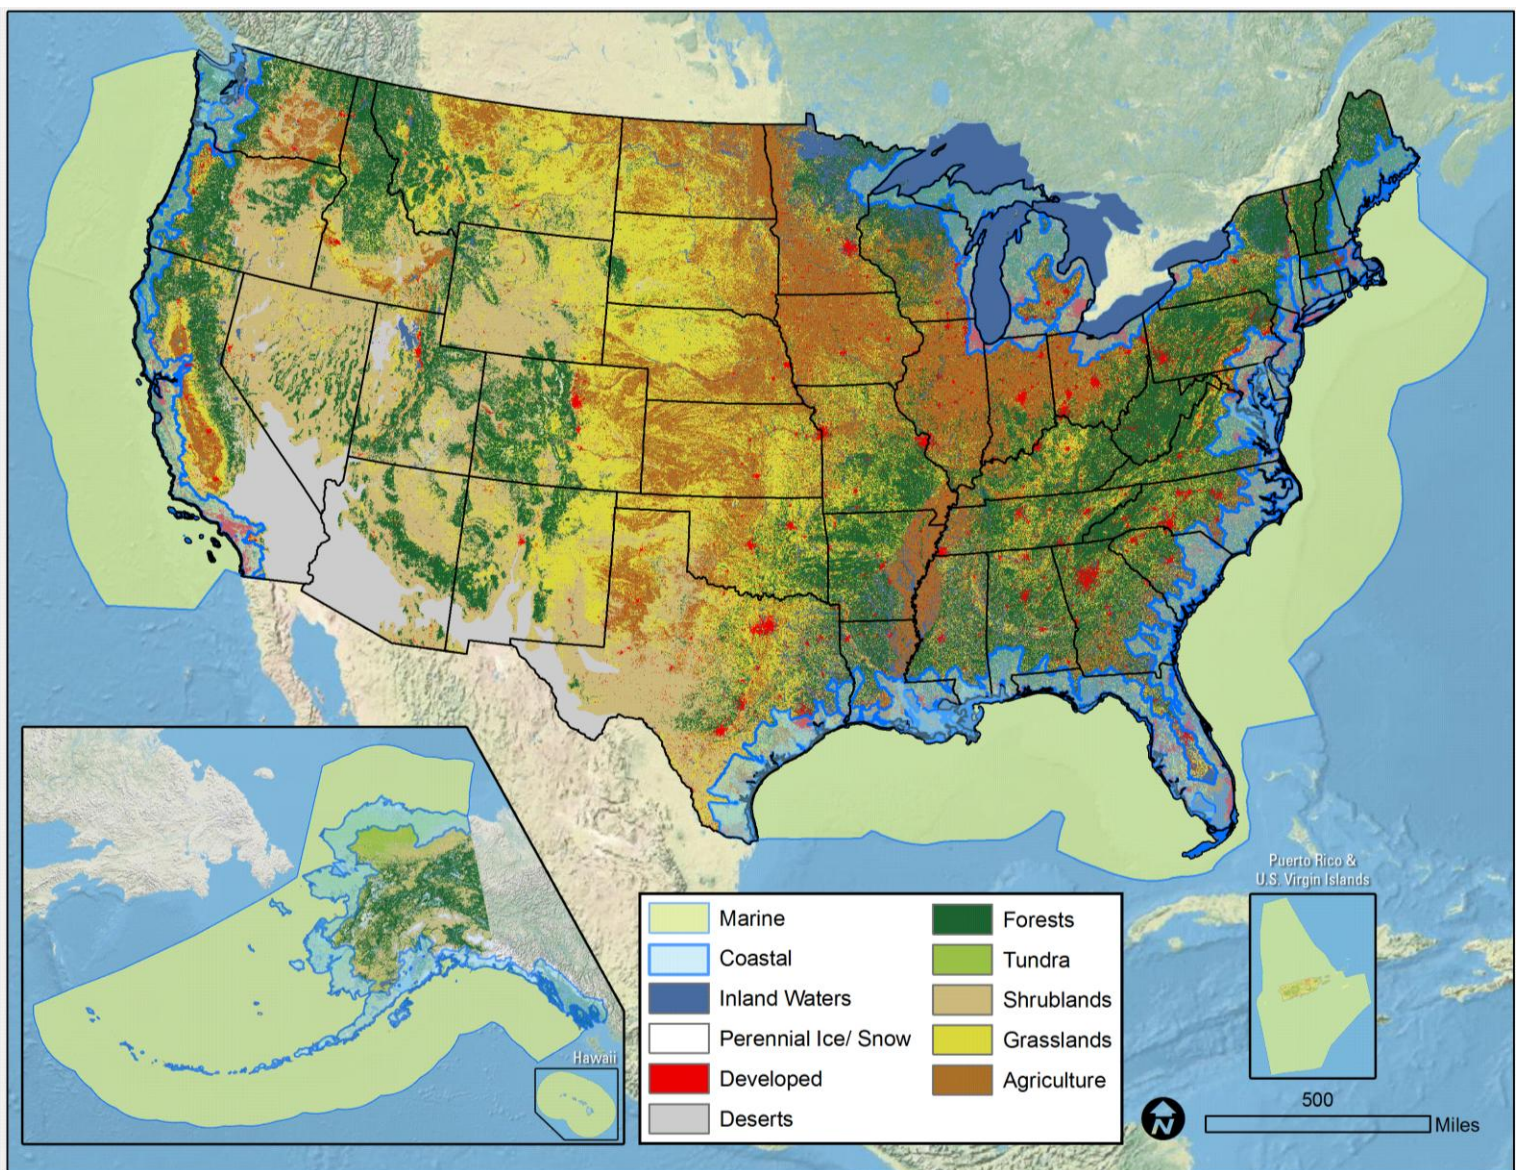 Puerto Rico &
U.S. Virgin Islands
Hawaii
Marine
Coastal
Inland Waters
Perennial Ice/ Snow
Developed
Deserts
Forests
Tundra
Shrublands
Grasslands
Agriculture
N
500
Miles